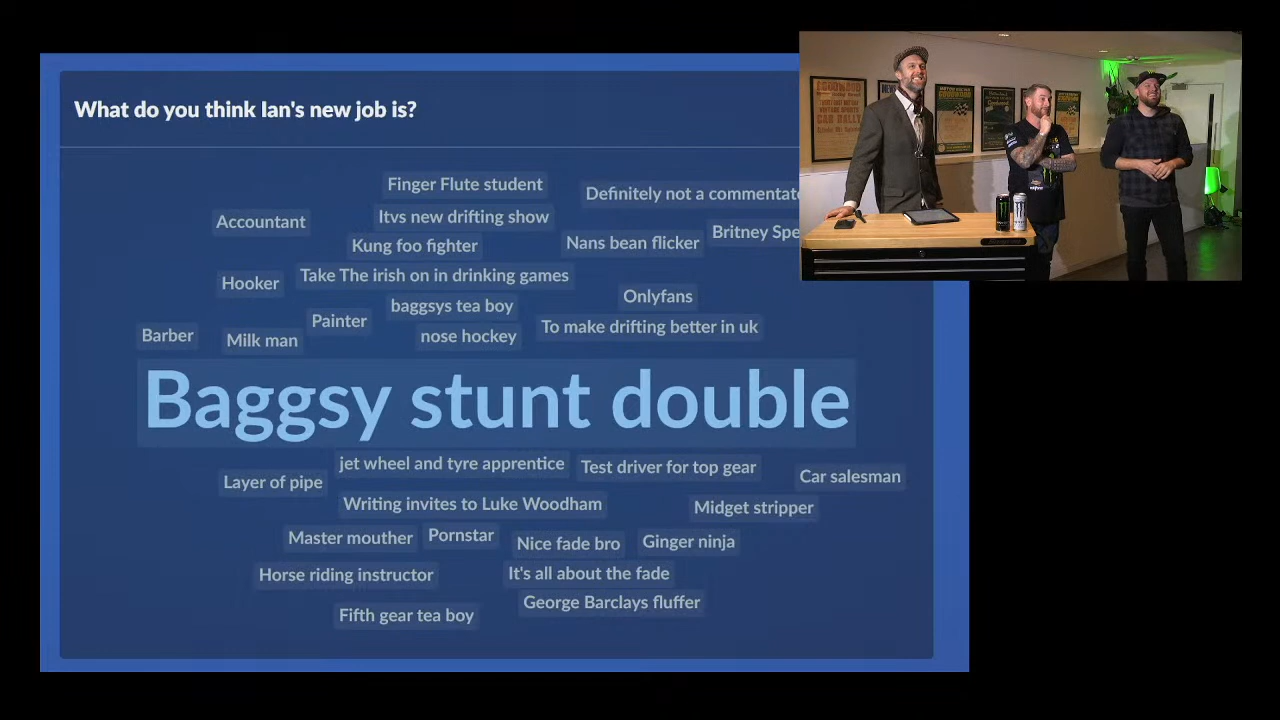 What do you think Ian's new job is?
Finger Flute student
Definitely not a commentato
Accountant
Itvs new drifting show
Britney Spe
Kung foo fighter
Nans bean flicker
Take The irish on in drinking games
Hooker
Onlyfans
baggsys tea boy
Painter
To make drifting better in uk
Barber
Milk man
nose hockey
Baggsy stunt double
jet wheel and tyre apprentice
Test driver for top gear
Car salesman
Layer of pipe
Writing invites to Luke Woodham
Midget stripper
Master mouther
Pornstar
Nice fade bro
Ginger ninja
Horse riding instructor
It's all about the fade
George Barclays fluffer
Fifth gear tea boy
GOODWOOD
CAR RALLY
GOODWOOD